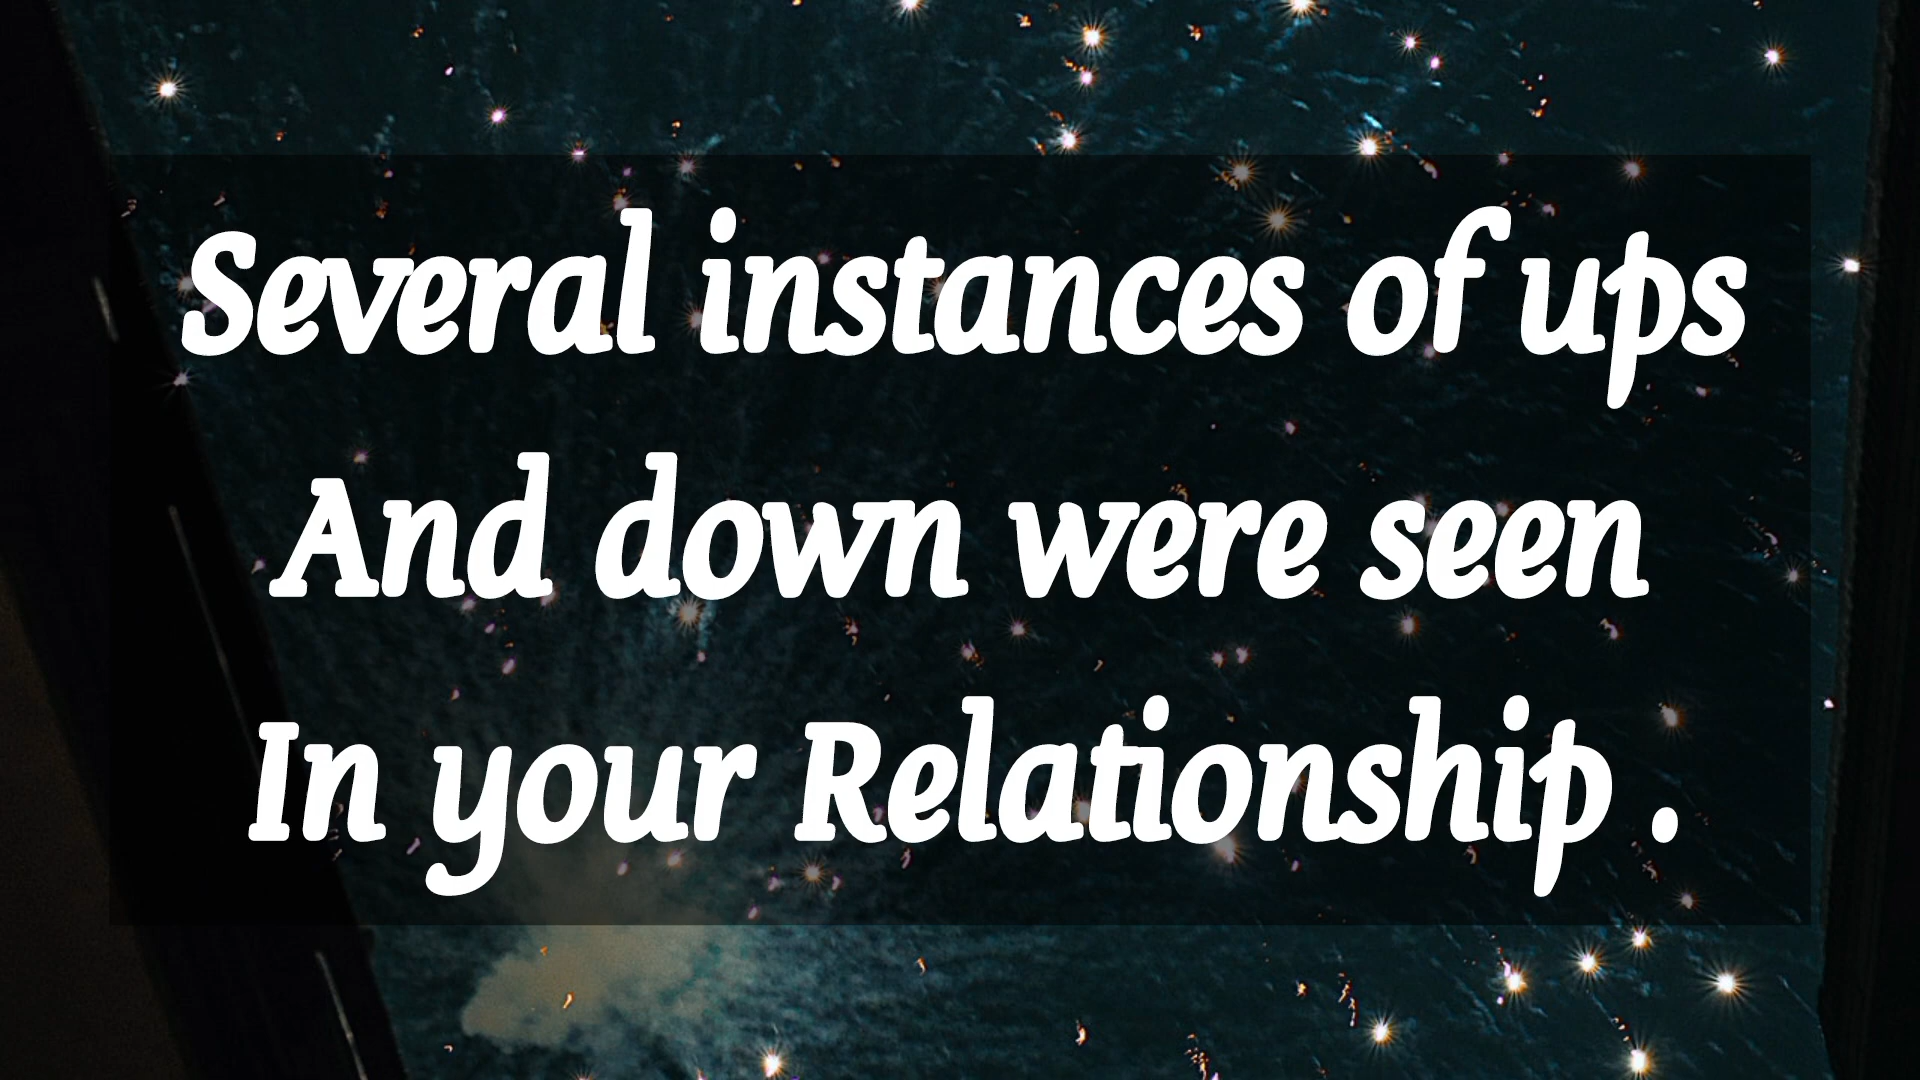 Several instances of ups
And down were seen
In your Relationship .